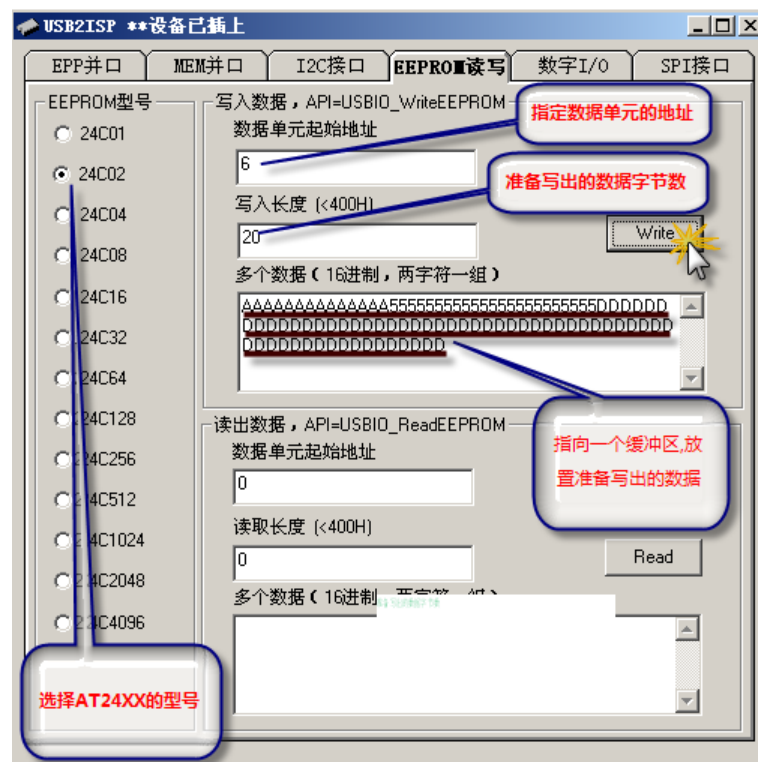 USB2ISP **设备已插上
EPP并口 MEM并口 I2C接口 EEPROM读写 数字I/O SPI接口
EEPROM型号
24C01
24C02
24C04
24C08
24C16
24C32
24C64
24C128
24C256
24C512
24C1024
24C2048
24C4096
选择AT24XX的型号
写入数据，API=USBIO_WriteEEPROM
指定数据单元的地址
数据单元起始地址
6
准备写出的数据字节数
写入长度 (<400H)
20
Write
多个数据（16进制，两字符一组）
指向一个缓冲区,放
置准备写出的数据
读出数据，API=USBIO_ReadEEPROM
数据单元起始地址
0
读取长度 (<400H)
0
Read
多个数据（16进制